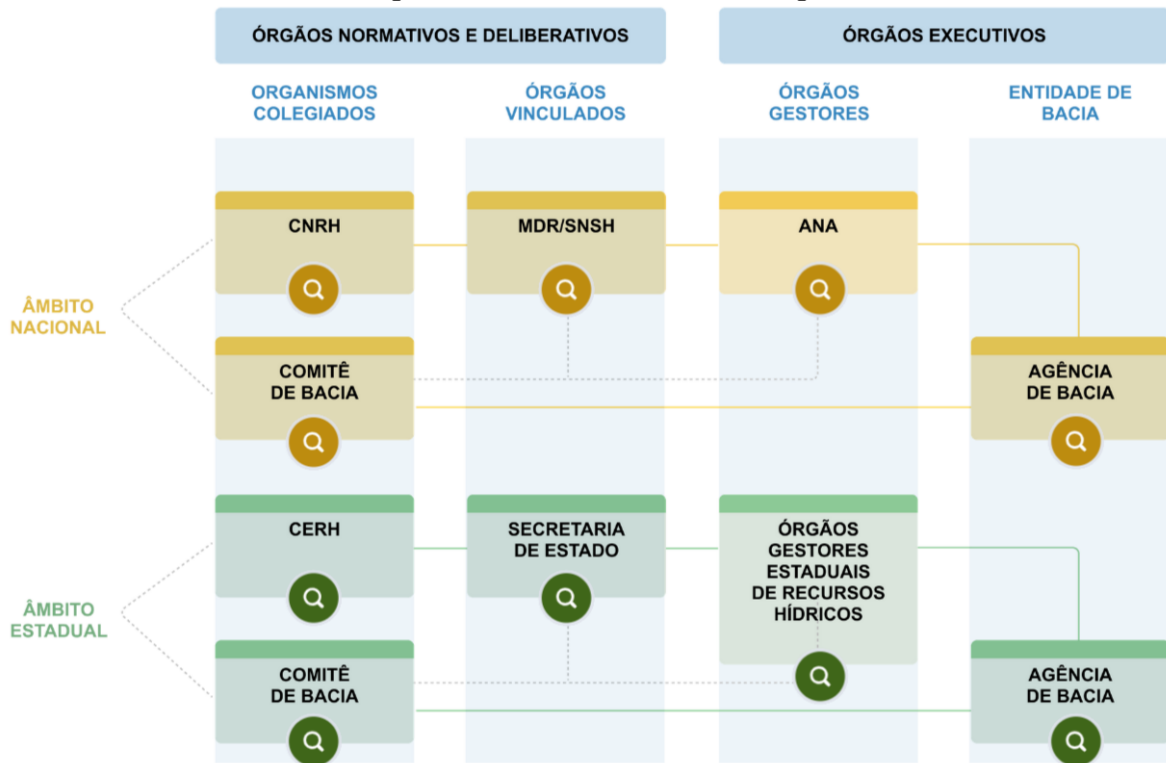 ÓRGÃOS NORMATIVOS E DELIBERATIVOS
ÓRGÃOS EXECUTIVOS
ORGANISMOS
COLEGIADOS
ÓRGÃOS
VINCULADOS
ÓRGÃOS
GESTORES
ENTIDADE DE
BACIA
ÂMBITO
NACIONAL
CNRH
MDR/SNSH
ANA
COMITÊ
DE BACIA
AGÊNCIA
DE BACIA
ÂMBITO
ESTADUAL
CERH
SECRETARIA
DE ESTADO
ÓRGÃOS
GESTORES
ESTADUAIS
DE RECURSOS
HÍDRICOS
COMITÊ
DE BACIA
AGÊNCIA
DE BACIA